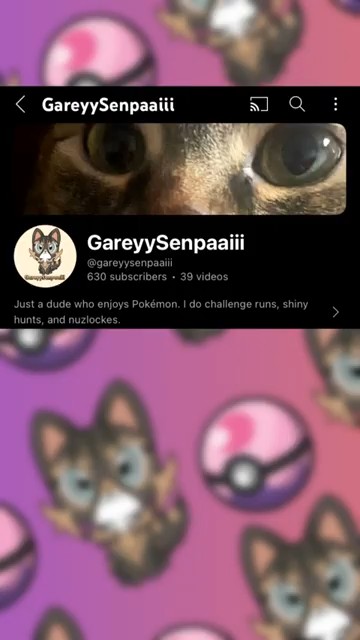 GareyySenpaaiii
GareyySenpaaiii
GareyySenpaaiii
@gareyysenpaaiii
630 subscribers • 39 videos
Just a dude who enjoys Pokémon. I do challenge runs, shiny
hunts, and nuzlockes.